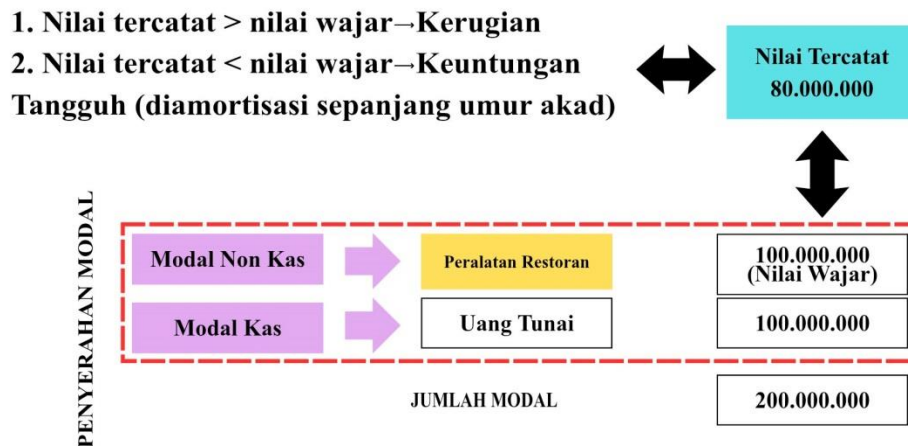 1. Nilai tercatat > nilai wajar→Kerugian
2. Nilai tercatat < nilai wajar→Keuntungan
Tangguh (diamortisasi sepanjang umur akad)
Nilai Tercatat
80.000.000
PENYERAHAN MODAL
Modal Non Kas
Peralatan Restoran
100.000.000
(Nilai Wajar)
Modal Kas
Uang Tunai
100.000.000
JUMLAH MODAL
200.000.000